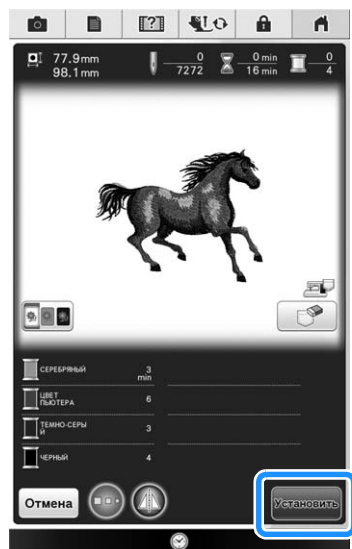 77.9mm
98.1mm
0
7272
0 min
16 min
0
4
СЕРЕБРЯНЫЙ 3
min
ЦВЕТ
ПЬЮТЕРА 6
ТЕМНО-СЕРЫ
Й 3
ЧЕРНЫЙ 4
Отмена
Установить